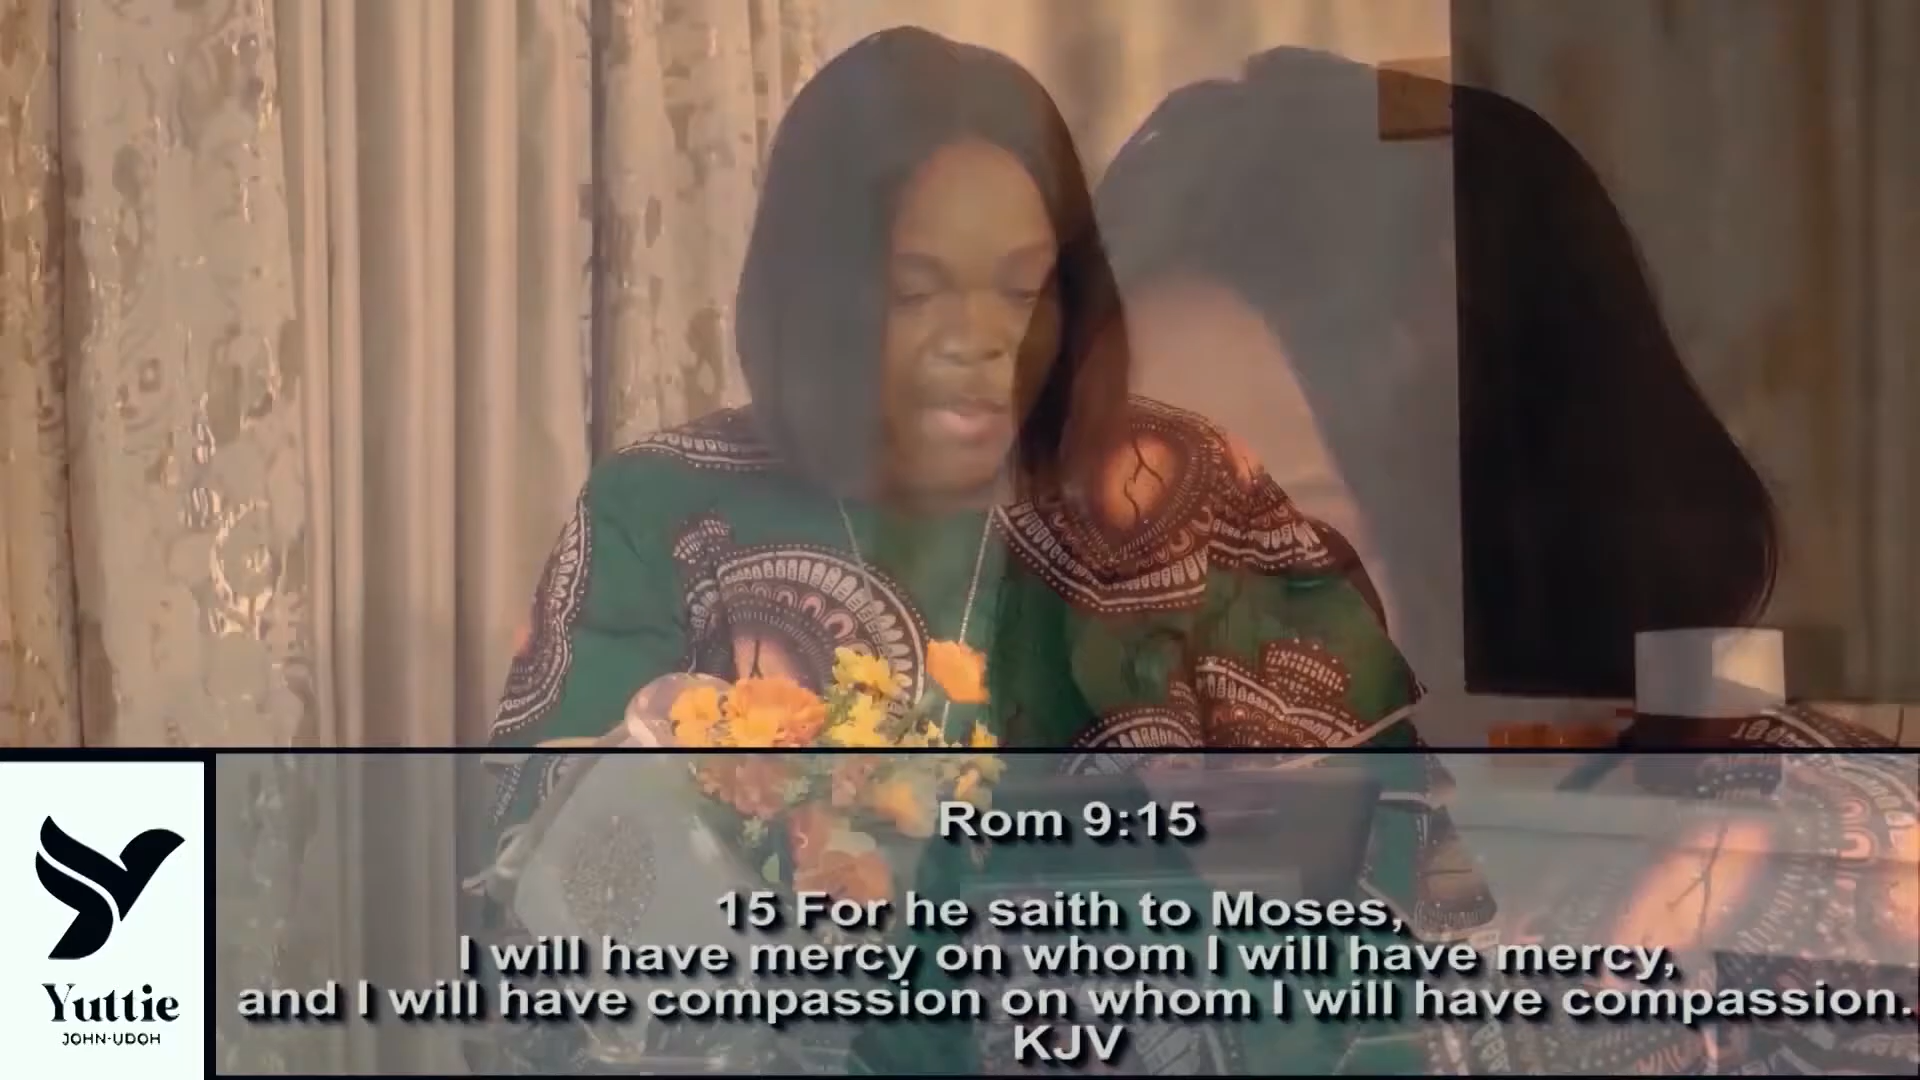 Rom 9:15
15 For he saith to Moses,
I will have mercy on whom I will have mercy,
and I will have compassion on whom I will have compassion.
KJV
Yuttie
JOHN-UDOH